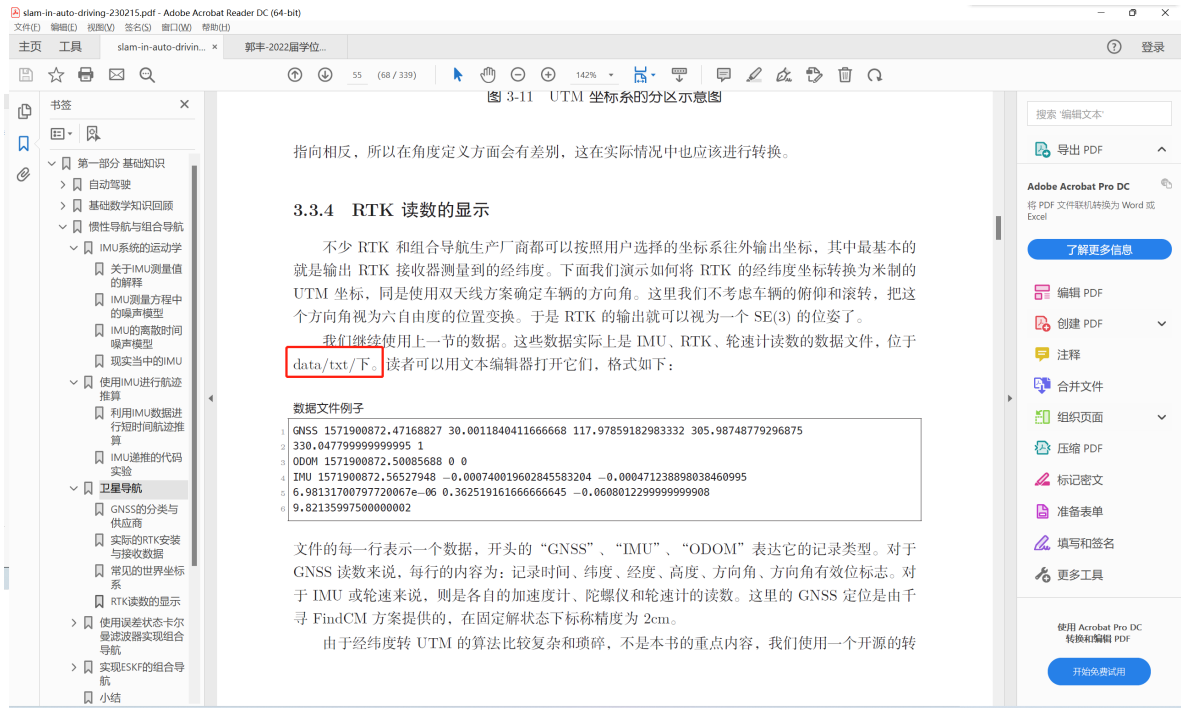 slam-in-auto-driving-230215.pdf - Adobe Acrobat Reader DC (64-bit)
文件(F) 编辑(E) 视图(V) 签名(S) 窗口(W) 帮助(H)
主页 工具 slam-in-auto-drivin... × 郭丰-2022届学位... 登录
55 (68 / 339) 142%
书签
第一部分 基础知识
自动驾驶
基础数学知识回顾
惯性导航与组合导航
IMU系统的运动学
关于IMU测量值
的解释
IMU测量方程中
的噪声模型
IMU的离散时间
噪声模型
现实当中的IMU
使用IMU进行航迹
推算
利用IMU数据进
行短时间航迹推
算
IMU递推的代码
实验
卫星导航
GNSS的分类与
供应商
实际的RTK安装
与接收数据
常见的世界坐标
系
RTK读数的显示
使用误差状态卡尔
曼滤波器实现组合
导航
实现ESKF的组合导
航
小结
图 3-11 UTM 坐标系的分区示意图
指向相反，所以在角度定义方面会有差别，这在实际情况中也应该进行转换。
3.3.4 RTK 读数的显示
不少 RTK 和组合导航生产厂商都可以按照用户选择的坐标系往外输出坐标，其中最基本的
就是输出 RTK 接收器测量到的经纬度。下面我们演示如何将 RTK 的经纬度坐标转换为米制的
UTM 坐标，同是使用双天线方案确定车辆的方向角。这里我们不考虑车辆的俯仰和滚转，把这
个方向角视为六自由度的位置变换。于是 RTK 的输出就可以视为一个 SE(3) 的位姿了。
我们继续使用上一节的数据。这些数据实际上是 IMU、RTK、轮速计读数的数据文件，位于
data/txt/下。读者可以用文本编辑器打开它们，格式如下：
数据文件例子
1 GNSS 1571900872.47168827 30.0011840411666668 117.97859182983332 305.98748779296875
2 330.047799999999995 1
3 ODOM 1571900872.50085688 0 0
4 IMU 1571900872.56527948 −0.000740019602845583204 −0.000471238898038460995
5 6.98131700797720067e−06 0.362519161666666645 −0.0608012299999999908
6 9.82135997500000002
文件的每一行表示一个数据，开头的“GNSS”、“IMU”、“ODOM”表达它的记录类型。对于
GNSS 读数来说，每行的内容为：记录时间、纬度、经度、高度、方向角、方向角有效位标志。对
于 IMU 或轮速来说，则是各自的加速度计、陀螺仪和轮速计的读数。这里的 GNSS 定位是由千
寻 FindCM 方案提供的，在固定解状态下标称精度为 2cm。
由于经纬度转 UTM 的算法比较复杂和琐碎，不是本书的重点内容，我们使用一个开源的转
搜索 '编辑文本'
导出 PDF
Adobe Acrobat Pro DC
将 PDF 文件联机转换为 Word 或
Excel
了解更多信息
编辑 PDF
创建 PDF
注释
合并文件
组织页面
压缩 PDF
标记密文
准备表单
填写和签名
更多工具
使用 Acrobat Pro DC
转换和编辑 PDF
开始免费试用